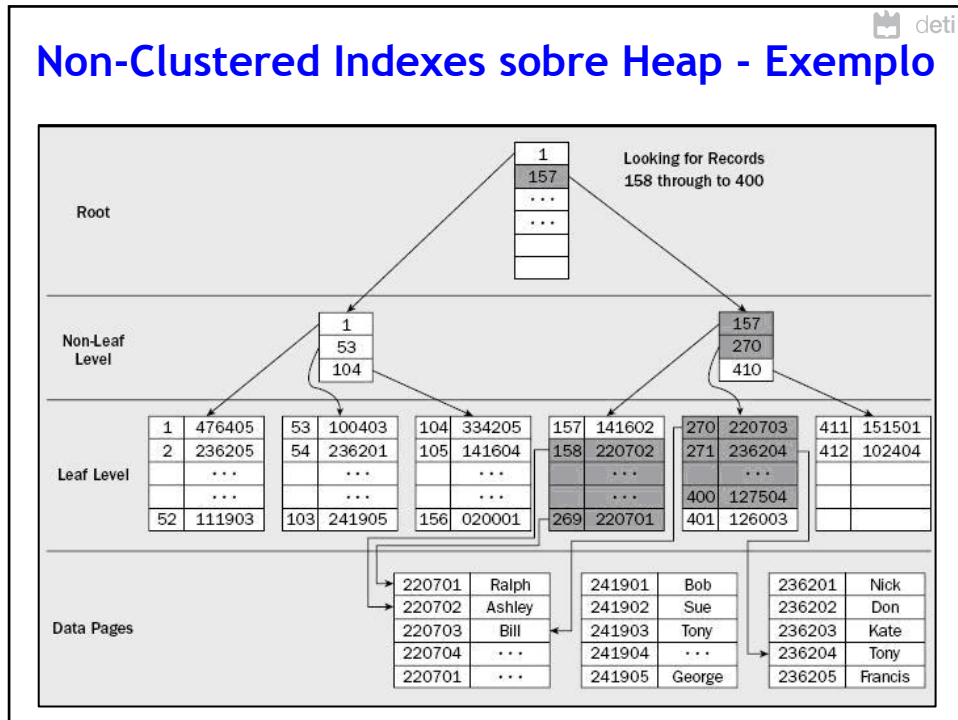 deti
Non-Clustered Indexes sobre Heap - Exemplo
Looking for Records
158 through to 400
Root
1
157
...
...
Non-Leaf
Level
1
53
104
157
270
410
Leaf Level
1 476405
2 236205
...
...
52 111903
53 100403
54 236201
...
...
103 241905
104 334205
105 141604
...
...
156 020001
157 141602
158 220702
...
...
269 220701
270 220703
271 236204
...
400 127504
401 126003
411 151501
412 102404
Data Pages
220701 Ralph
220702 Ashley
220703 Bill
220704 ...
220701 ...
241901 Bob
241902 Sue
241903 Tony
241904 ...
241905 George
236201 Nick
236202 Don
236203 Kate
236204 Tony
236205 Francis